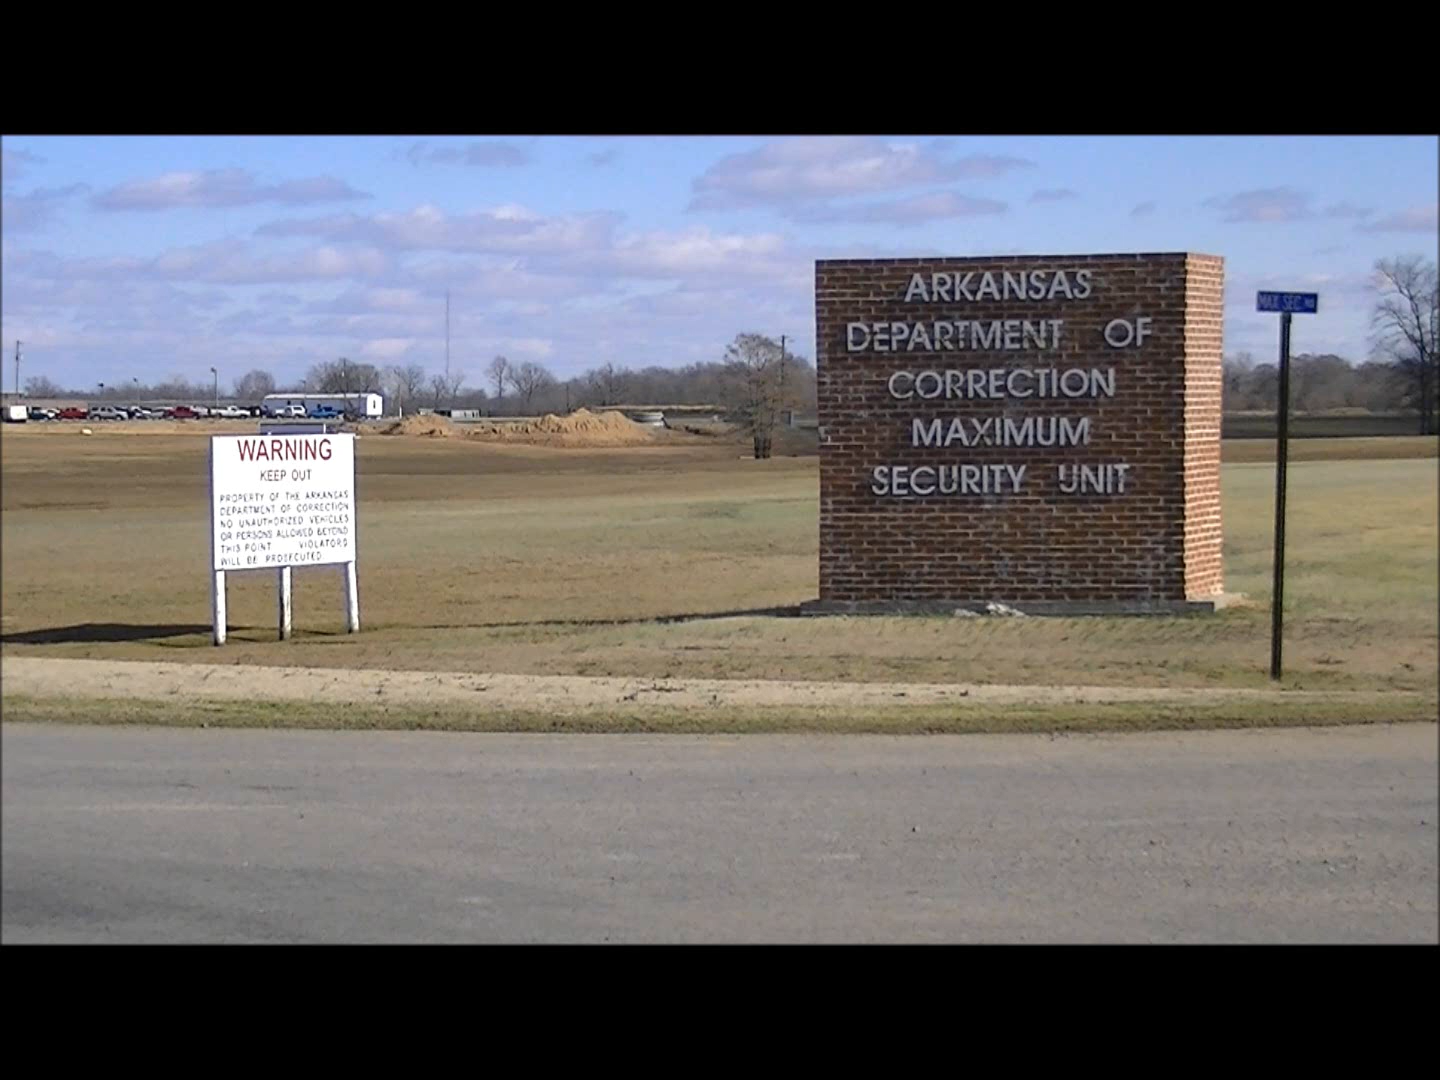 WARNING
KEEP OUT
PROPERTY OF THE ARKANSAS
DEPARTMENT OF CORRECTION
NO UNAUTHORIZED VEHICLES
OR PERSONS ALLOWED BEYOND
THIS POINT VIOLATORS
WILL BE PROSECUTED
ARKANSAS
DEPARTMENT OF
CORRECTION
MAXIMUM
SECURITY UNIT
MAX SEC